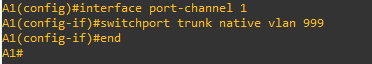 A1(config)#interface port-channel 1
A1(config-if)#switchport trunk native vlan 999
A1(config-if)#end
A1#